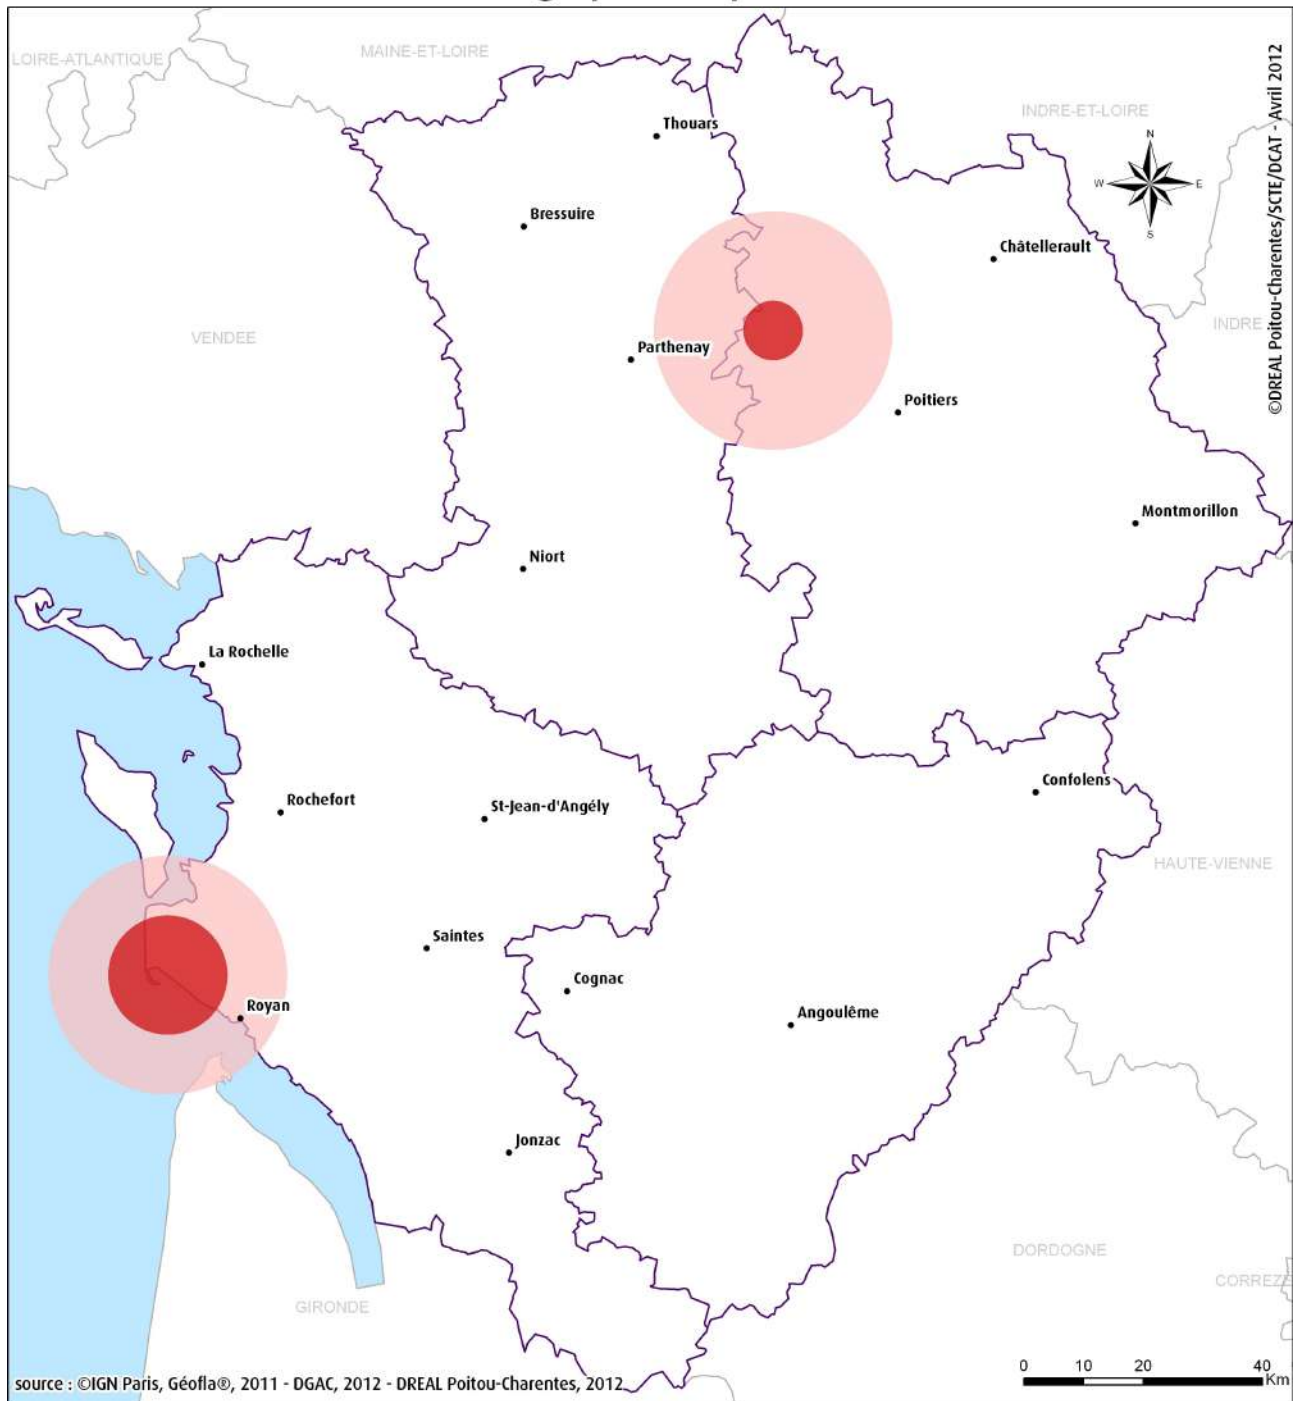 LOIRE-ATLANTIQUE
MAINE-ET-LOIRE
INDRE-ET-LOIRE
©DREAL Poitou-Charentes/SCTE/DCAT - Avril 2012
Thouars
N
W
E
S
Bressuire
Châtellerault
INDRE
VENDEE
Parthenay
Poitiers
Montmorillon
Niort
La Rochelle
Confolens
Rochefort
St-Jean-d'Angély
HAUTE-VIENNE
Saintes
Cognac
Royan
Angoulême
Jonzac
DORDOGNE
CORREZE
GIRONDE
0 10 20 40
Km
source : ©IGN Paris, Géofla®, 2011 - DGAC, 2012 - DREAL Poitou-Charentes, 2012